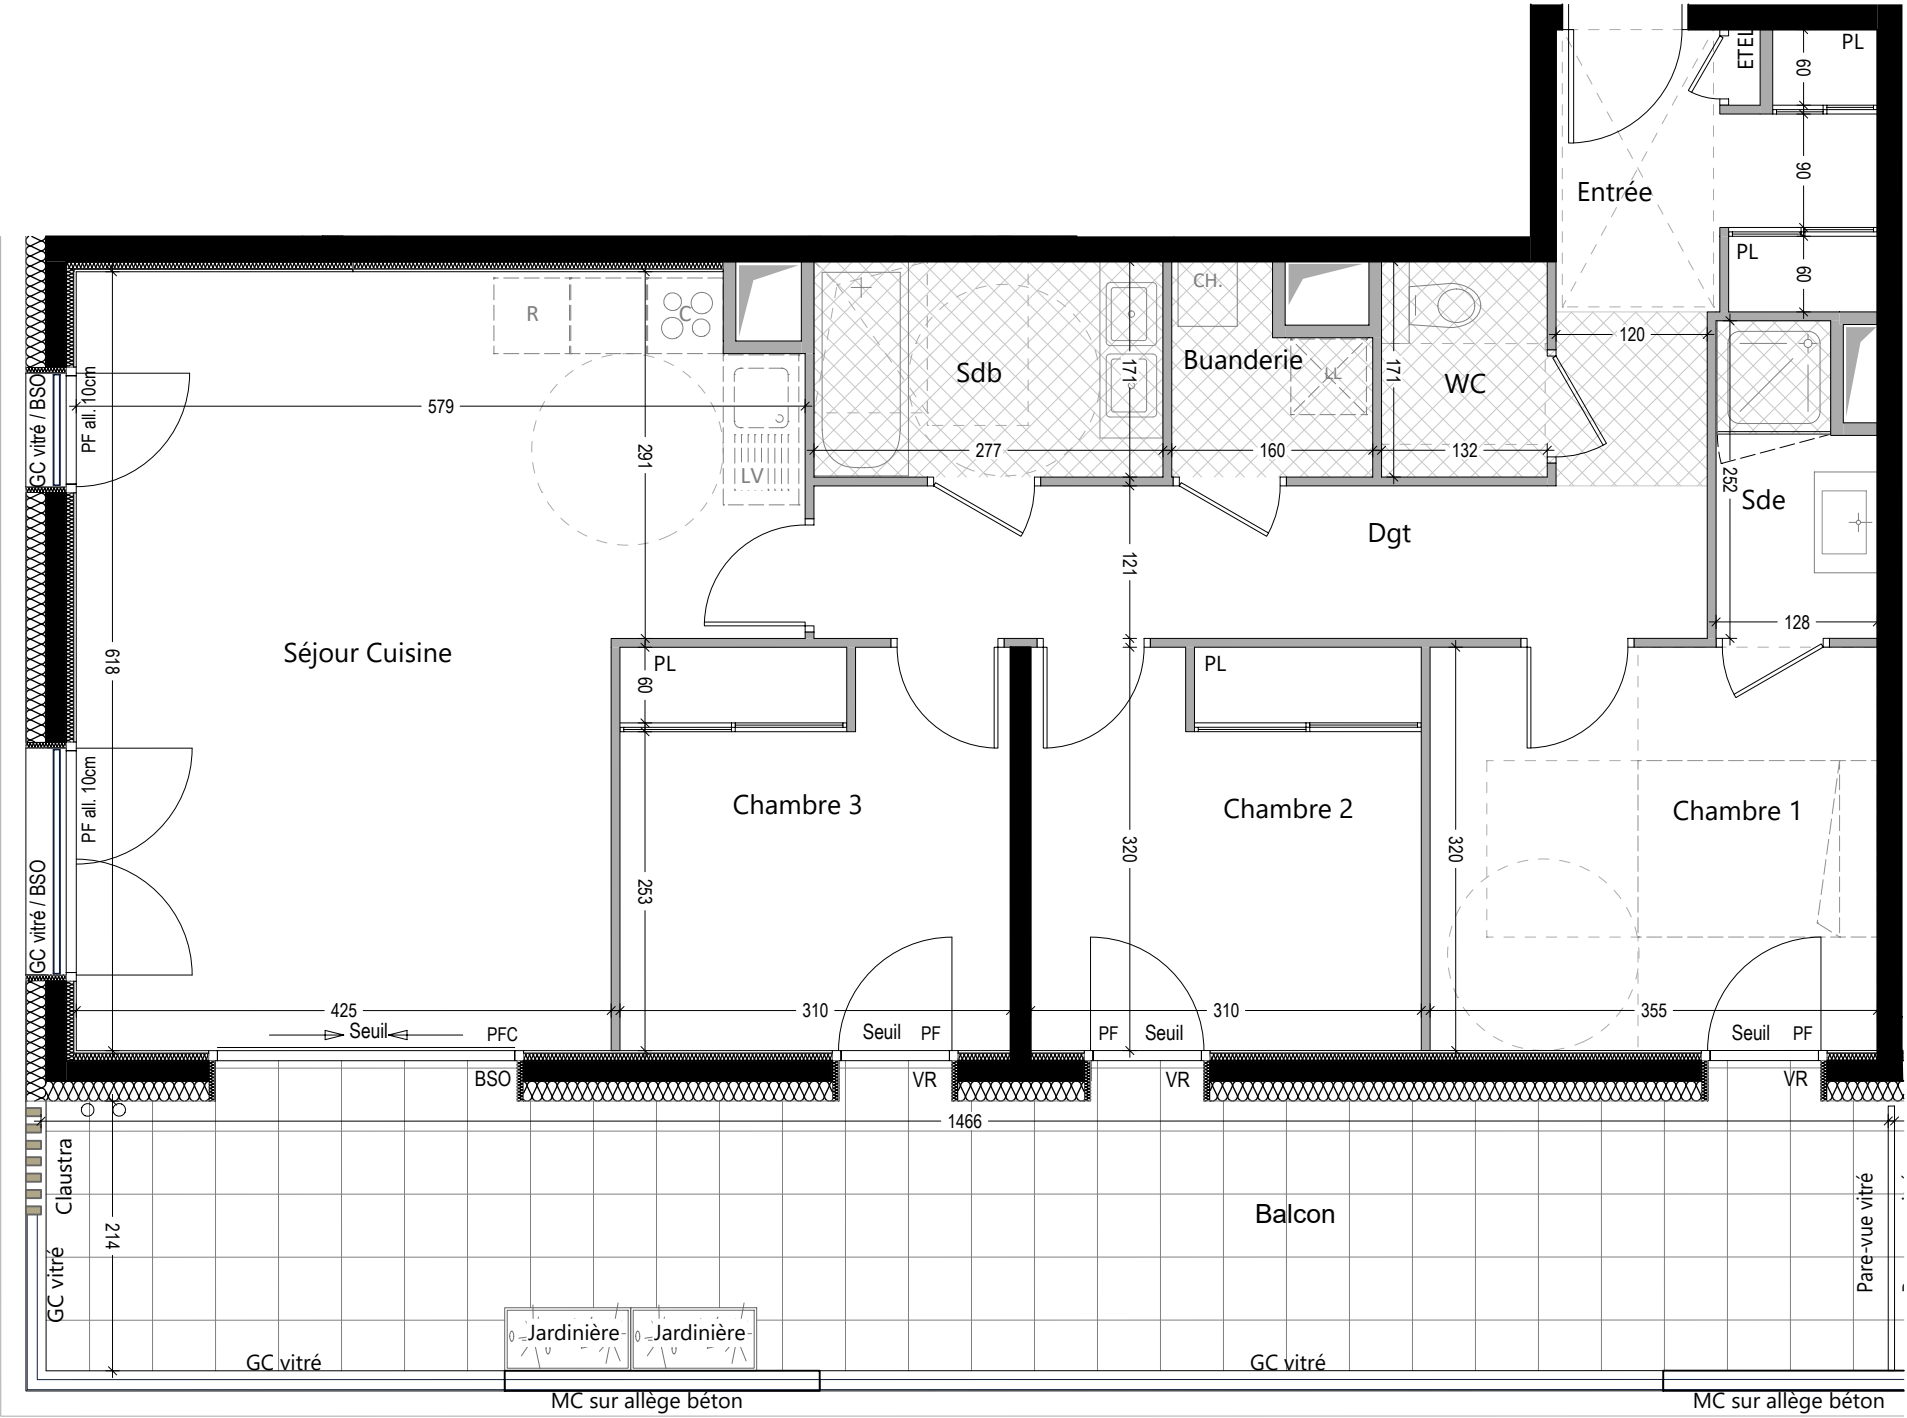 ETEL
PL
60
90
Entrée
PL
60
R
C
CH.
LL
LV
Sdb
171
Buanderie
171
WC
120
GC vitré / BSO
PF all. 10cm
579
291
277
160
132
252
Sde
121
Dgt
128
Séjour Cuisine
618
PL
60
PL
PF all. 10cm
GC vitré / BSO
Chambre 3
Chambre 2
Chambre 1
253
320
320
425
310
310
355
Seuil
PFC
Seuil PF
PF Seuil
Seuil PF
BSO
VR
VR
VR
1466
Claustra
Balcon
Pare-vue vitré
214
GC vitré
Jardinière
Jardinière
GC vitré
GC vitré
MC sur allège béton
MC sur allège béton